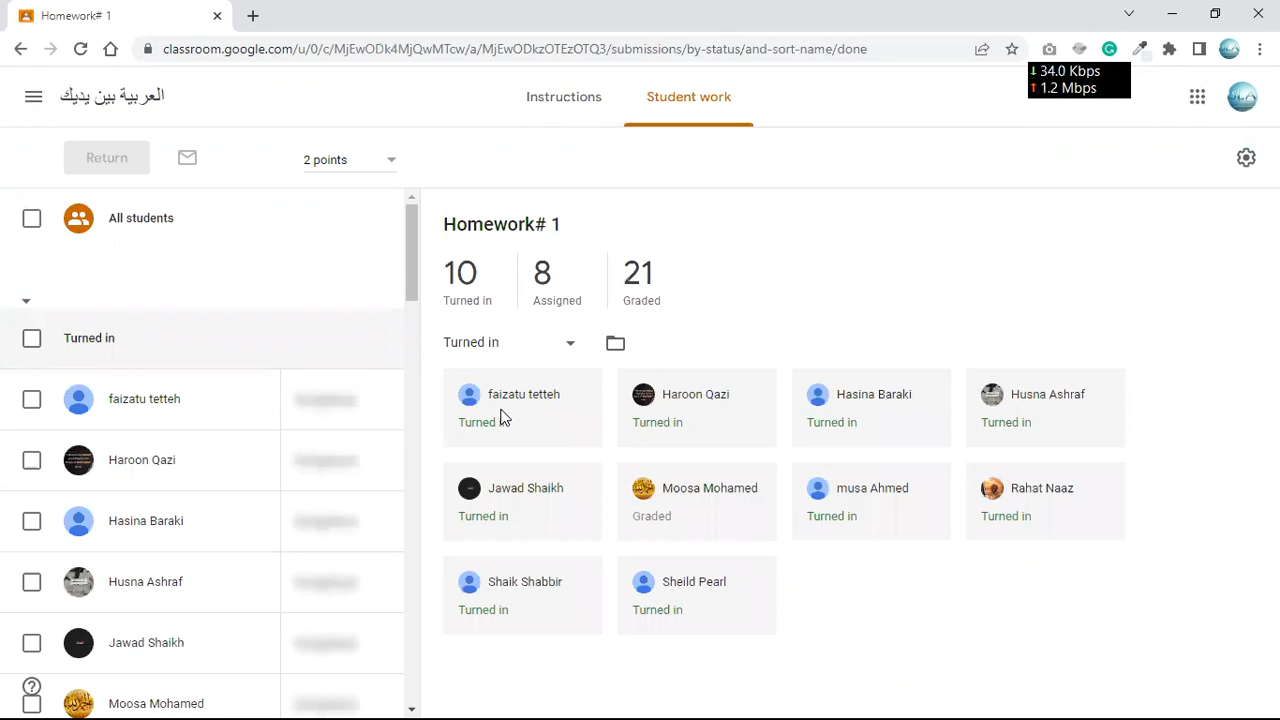 Homework# 1
classroom.google.com/u/0/c/MjEwODk4MjQwMTcw/a/MjEwODkzOTEzOTQ3/submissions/by-status/and-sort-name/done
34.0 Kbps
1.2 Mbps
العربية بين يديك
Instructions
Student work
Return
2 points
All students
Turned in
faizatu tetteh
Haroon Qazi
Hasina Baraki
Husna Ashraf
Jawad Shaikh
Moosa Mohamed
Homework# 1
10 8 21
Turned in Assigned Graded
Turned in
faizatu tetteh
Turned in
Haroon Qazi
Turned in
Hasina Baraki
Turned in
Husna Ashraf
Turned in
Jawad Shaikh
Turned in
Moosa Mohamed
Graded
musa Ahmed
Turned in
Rahat Naaz
Turned in
Shaik Shabbir
Turned in
Sheild Pearl
Turned in